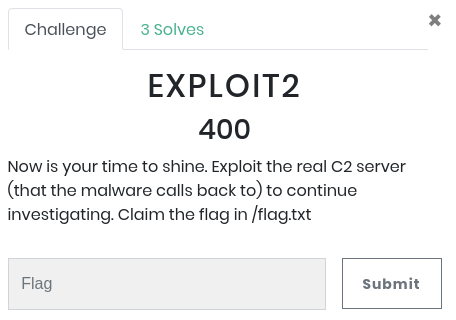 Challenge
3 Solves
×
EXPLOIT2
400
Now is your time to shine. Exploit the real C2 server
(that the malware calls back to) to continue
investigating. Claim the flag in /flag.txt
Flag
Submit